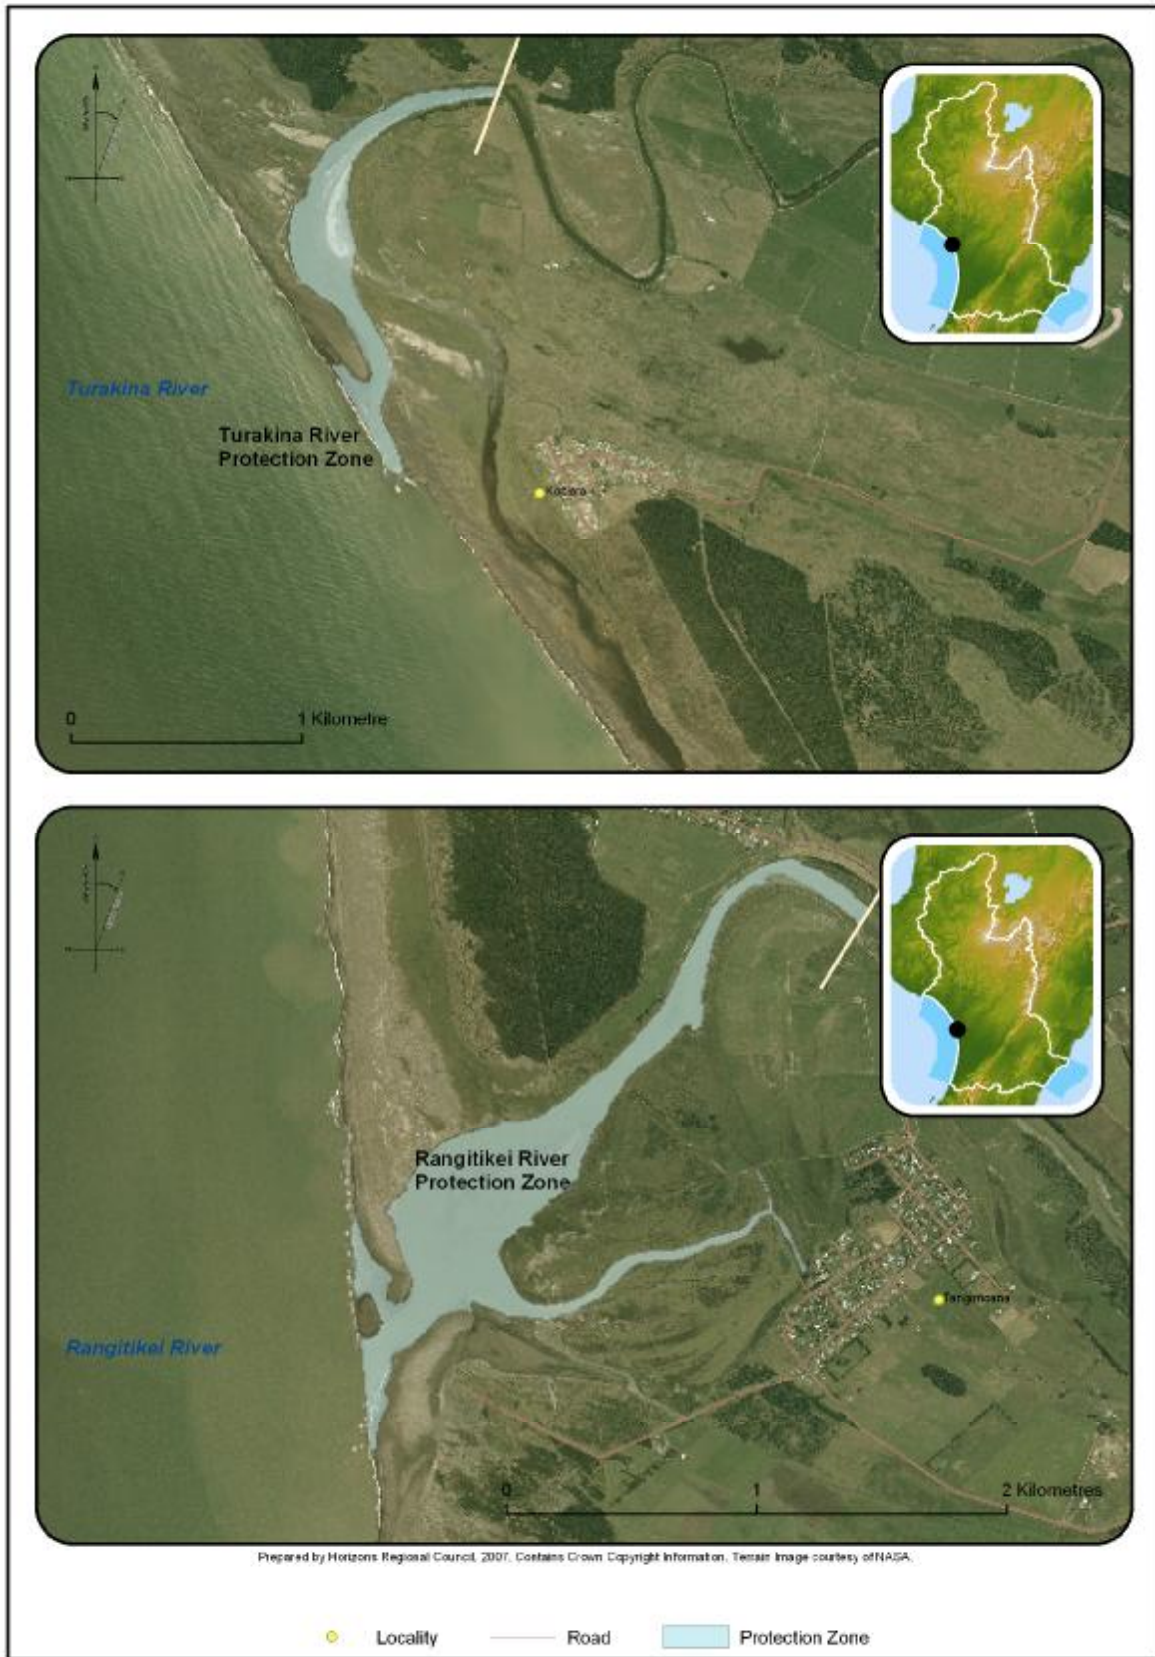 Turakina River
Turakina River
Protection Zone
0
1 Kilometre
Rangitikei River
Protection Zone
Rangitikei River
Tangimoana
0
1
2 Kilometres
Prepared by Horizons Regional Council, 2007. Contains Crown Copyright Information. Terrain Image courtesy of NASA.
Locality
Road
Protection Zone